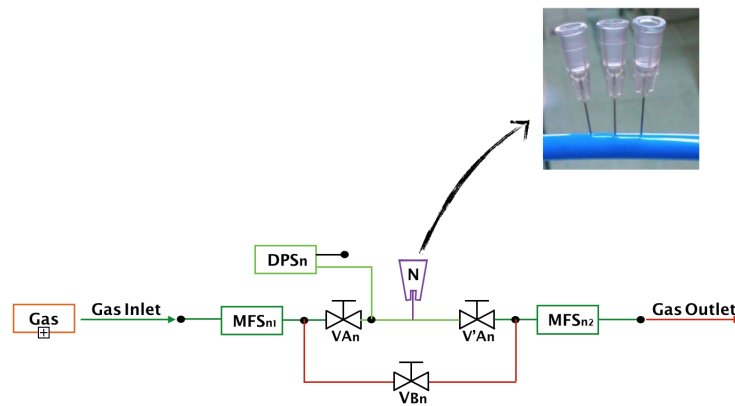 DPSn
N
Gas
Gas Inlet
MFSn1
VAn
V'An
MFSn2
Gas Outlet
VBn